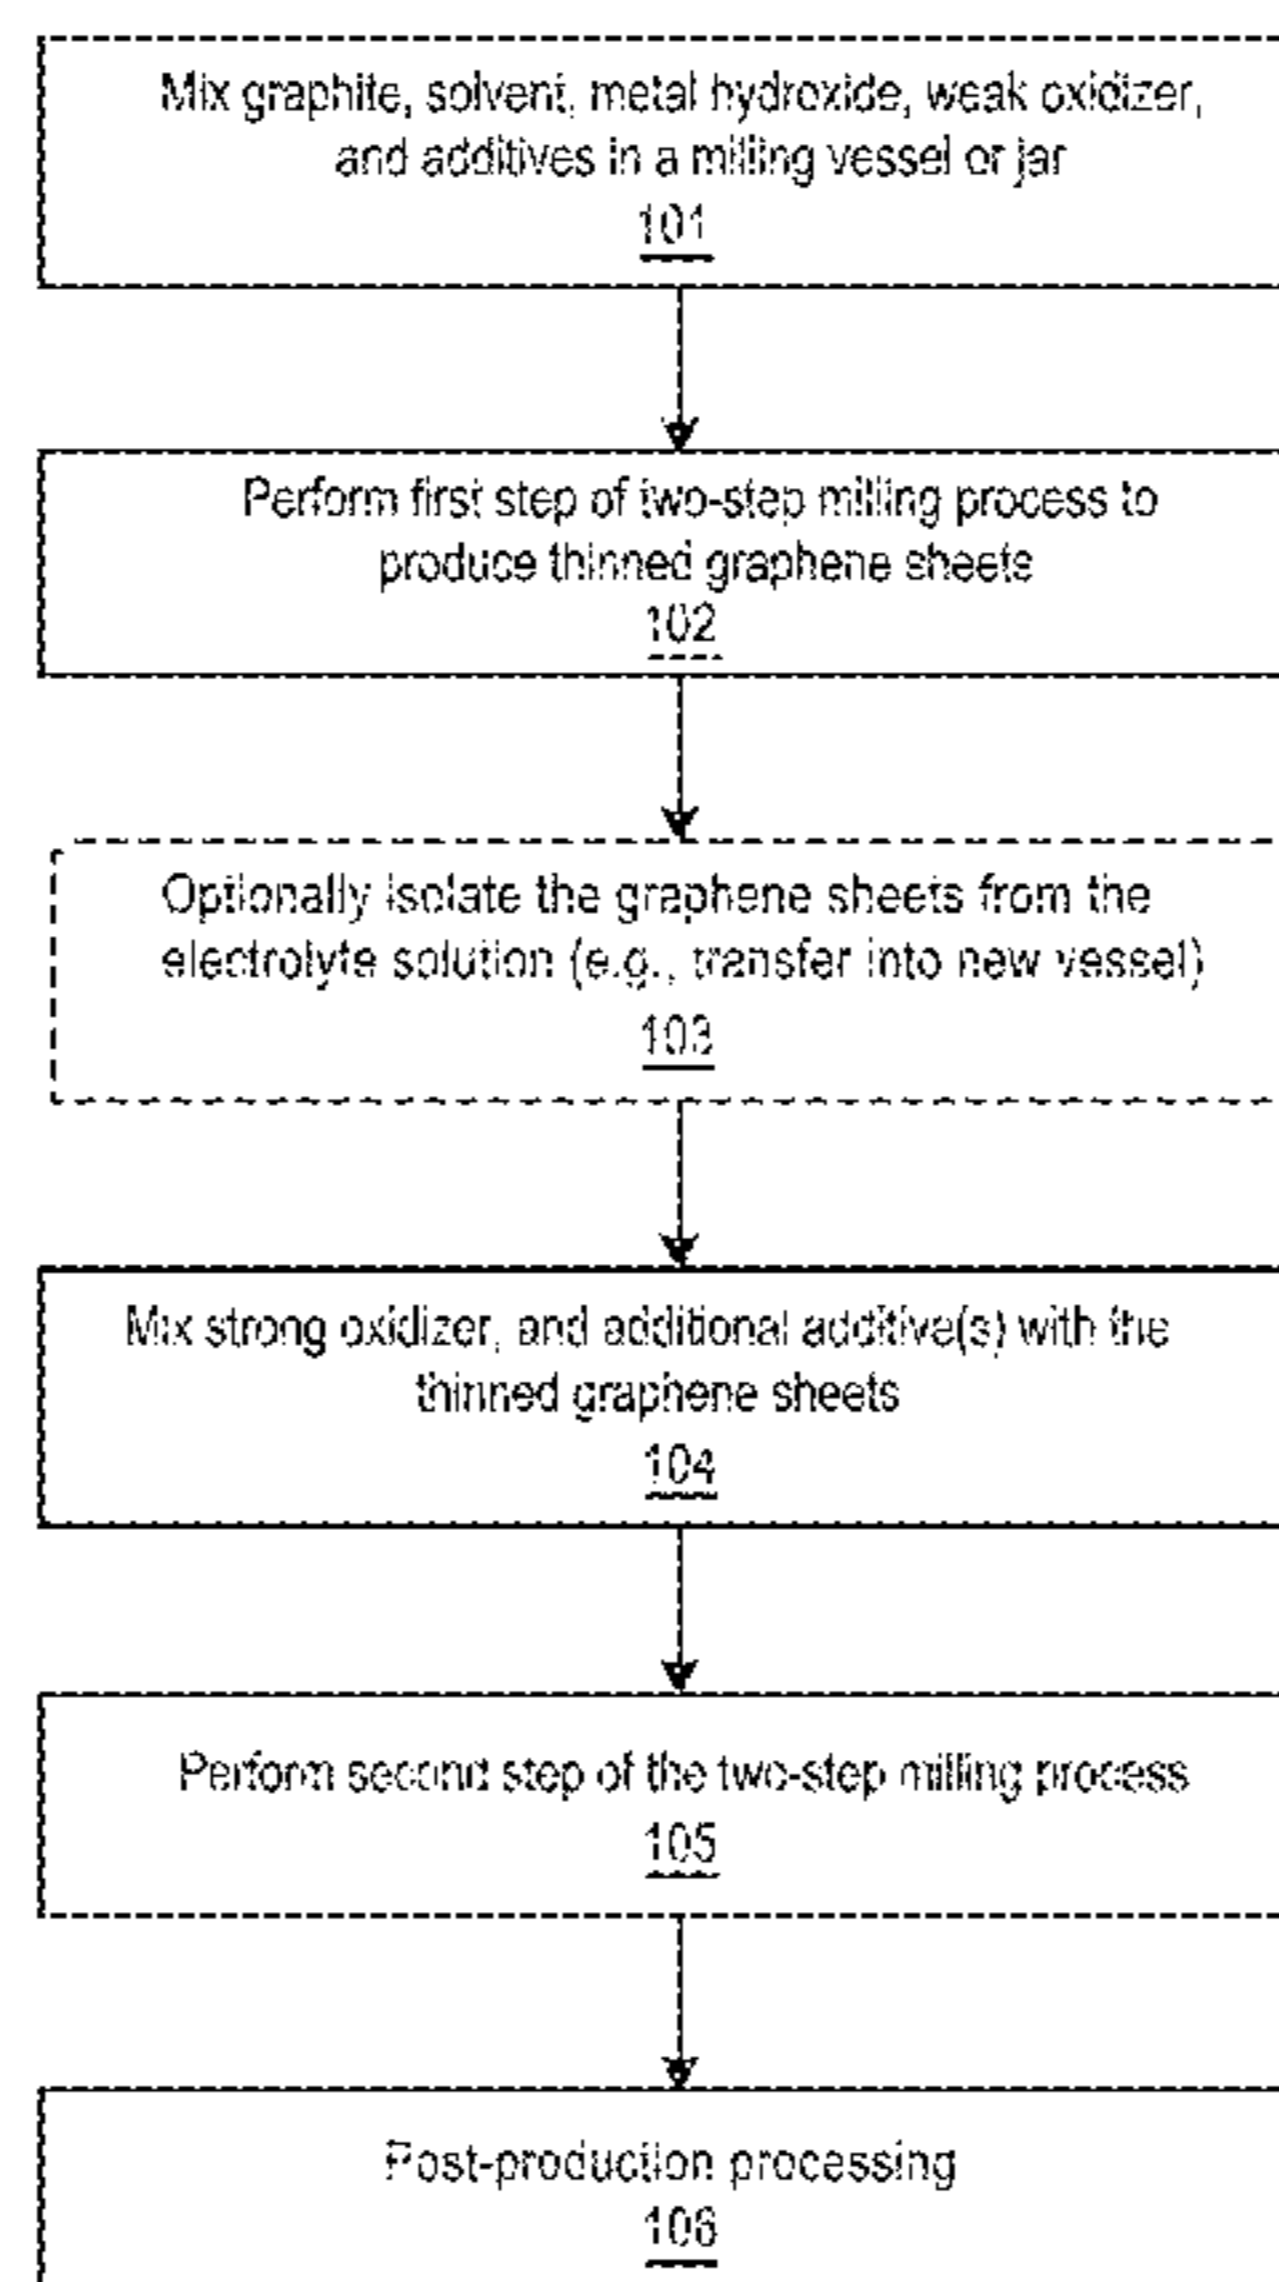 Mix graphite, solvent, metal hydroxide, weak oxidizer,
and additives in a milling vessel or jar
101
Perform first step of two-step milling process to
produce thinned graphene sheets
102
Optionally isolate the graphene sheets from the
electrolyte solution (e.g., transfer into new vessel)
103
Mix strong oxidizer, and additional additive(s) with the
thinned graphene sheets
104
Perform second step of the two-step milling process
105
Post-production processing
106